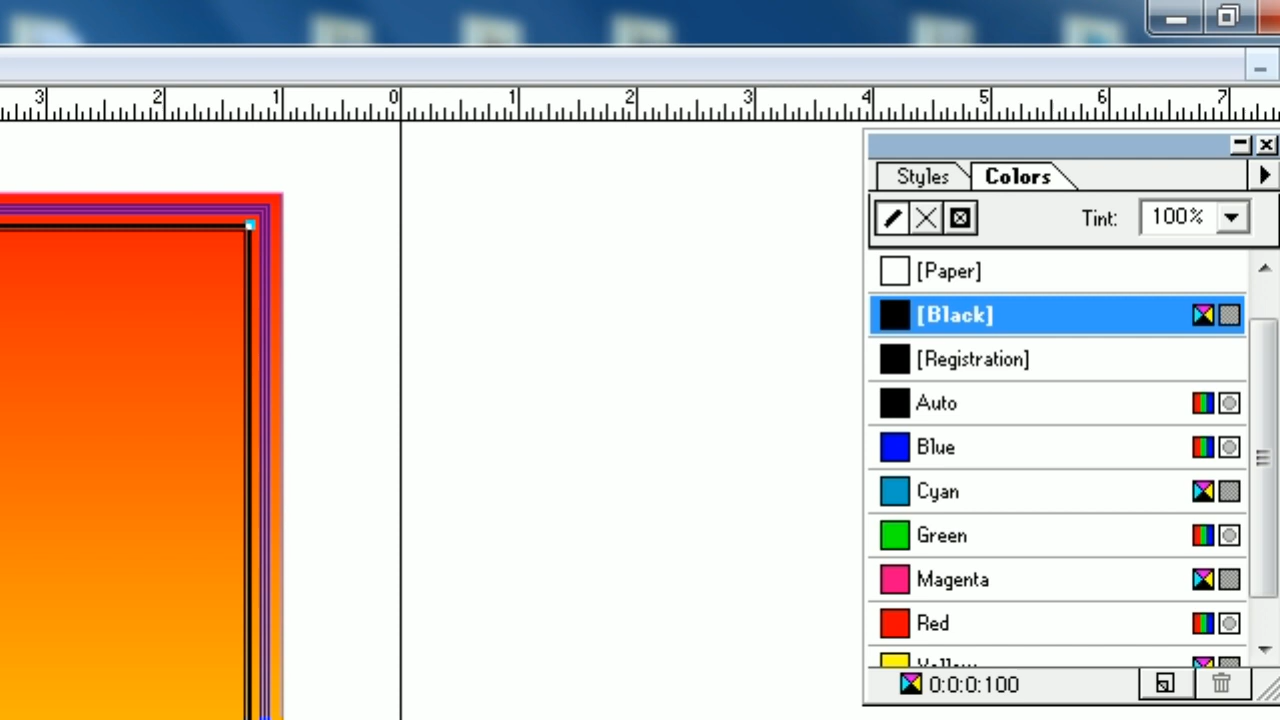 3 2 1 0 1 2 3 4 5 6 7
Styles Colors
Tint: 100%
[Paper]
[Black]
[Registration]
Auto
Blue
Cyan
Green
Magenta
Red
Yellow
0:0:0:100